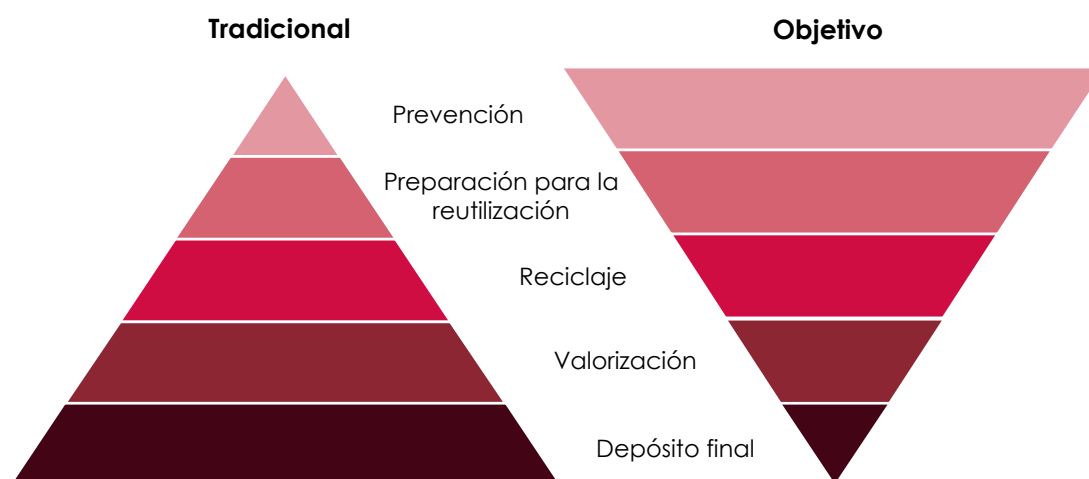 Tradicional
Objetivo
Prevención
Preparación para la
reutilización
Reciclaje
Valorización
Depósito final